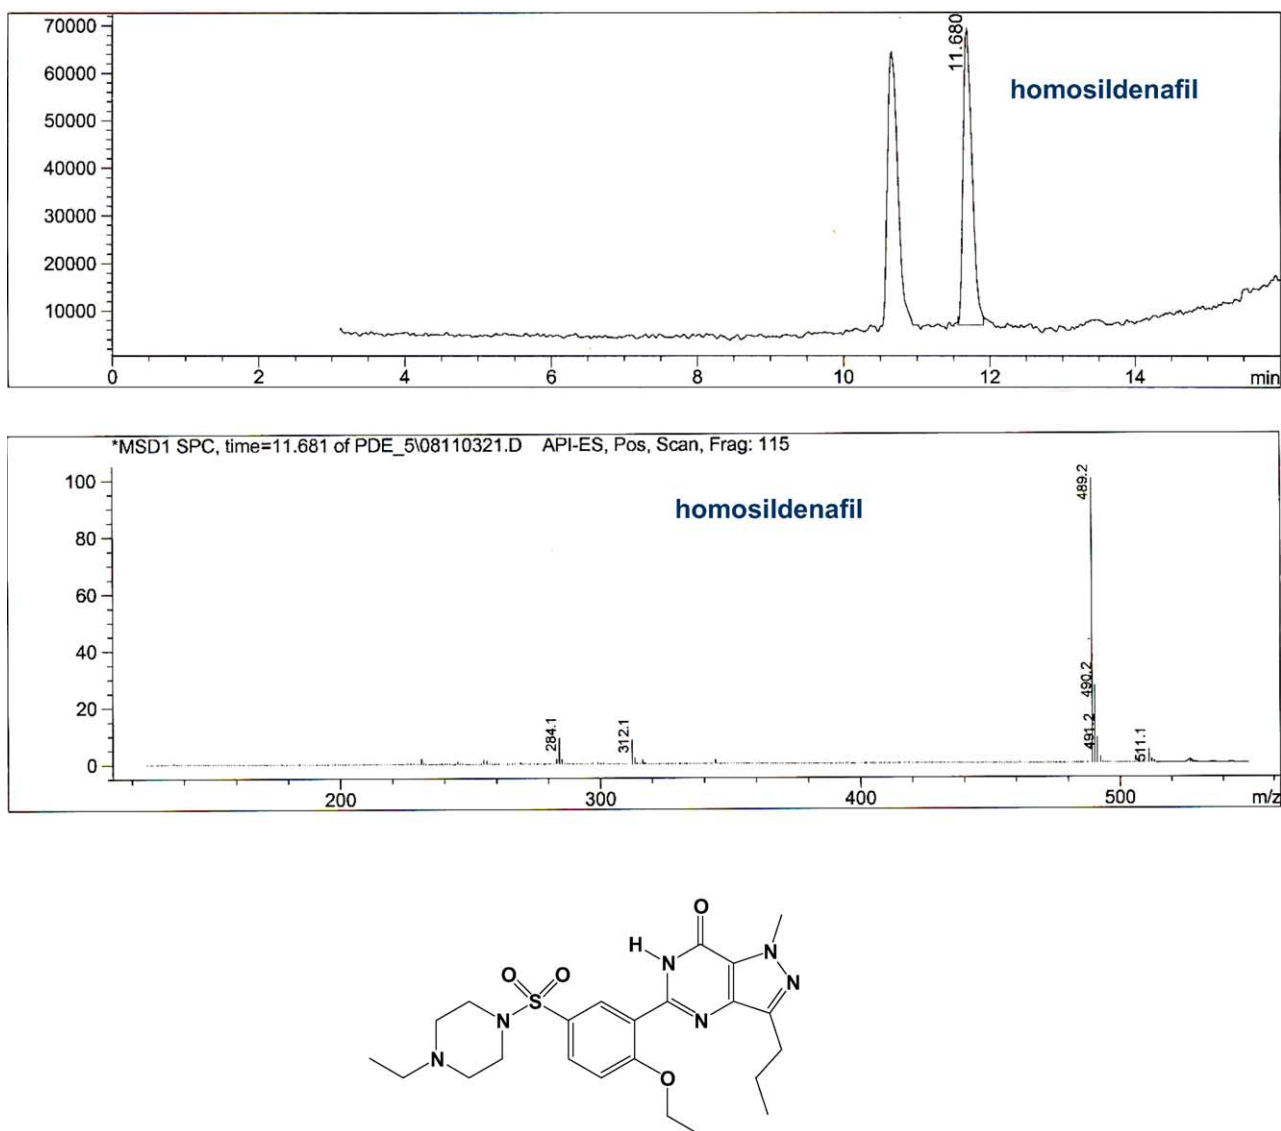 70000
60000
50000
40000
30000
20000
10000
11.680
homosildenafil
0 2 4 6 8 10 12 14 min
*MSD1 SPC, time=11.681 of PDE_5\08110321.D API-ES, Pos, Scan, Frag: 115
homosildenafil
100
80
60
40
20
0
284.1
312.1
489.2
490.2
491.2
511.1
200 300 400 500 m/z
O
H
N
N
N
N
O O
S
N
N
O